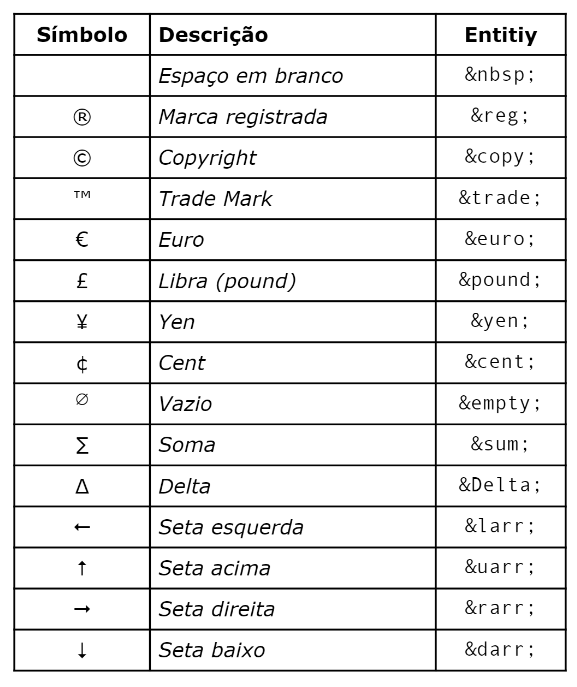 Símbolo Descrição Entitiy
Espaço em branco &nbsp;
® Marca registrada &reg;
© Copyright &copy;
™ Trade Mark &trade;
€ Euro &euro;
£ Libra (pound) &pound;
¥ Yen &yen;
¢ Cent &cent;
∅ Vazio &empty;
∑ Soma &sum;
Δ Delta &Delta;
← Seta esquerda &larr;
↑ Seta acima &uarr;
→ Seta direita &rarr;
↓ Seta baixo &darr;